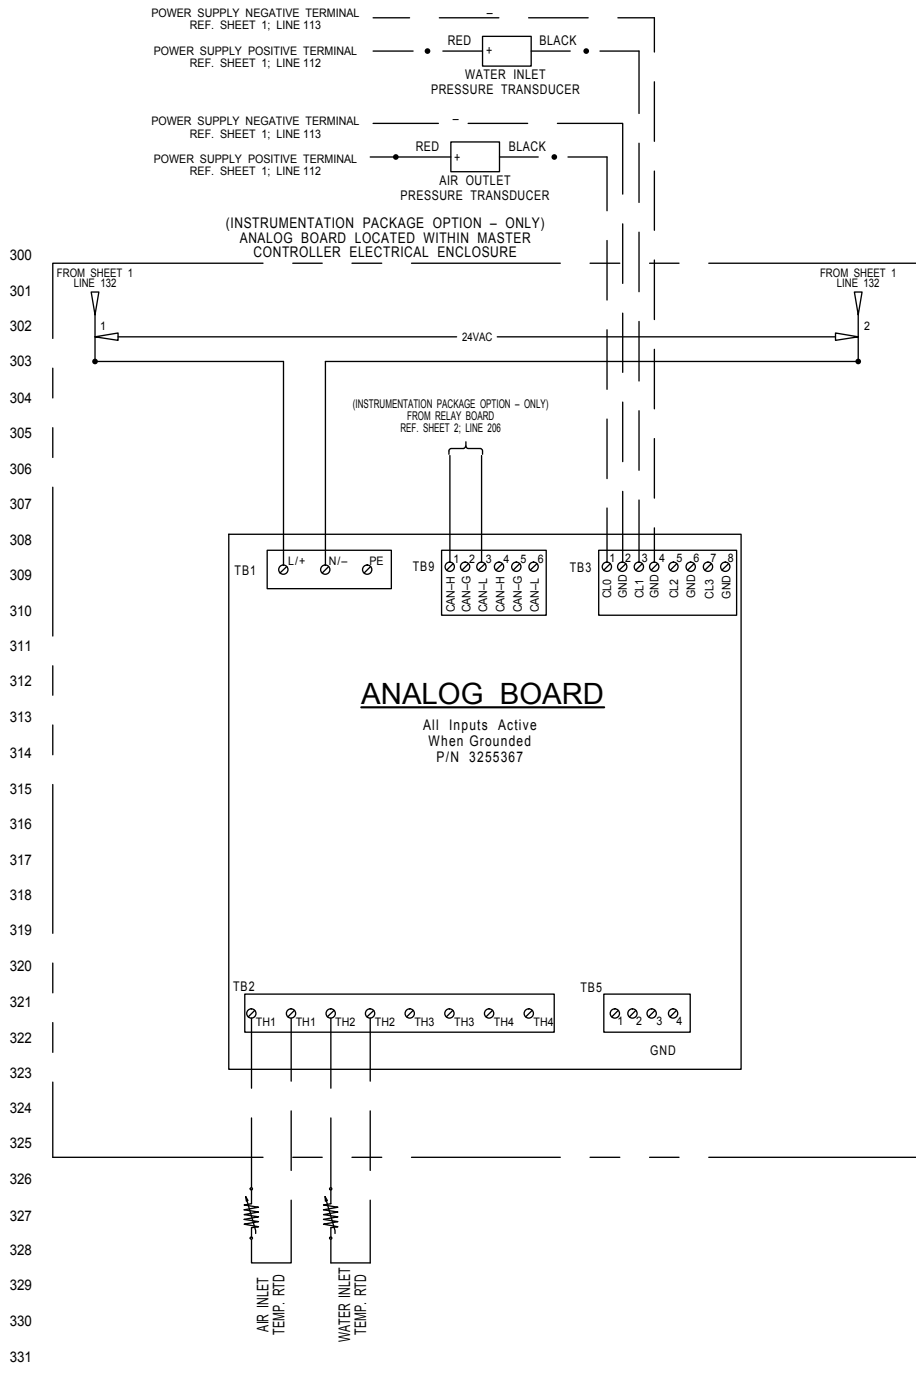 POWER SUPPLY NEGATIVE TERMINAL
REF. SHEET 1; LINE 113
–
POWER SUPPLY POSITIVE TERMINAL
REF. SHEET 1; LINE 112
RED
+
BLACK
WATER INLET
PRESSURE TRANSDUCER
POWER SUPPLY NEGATIVE TERMINAL
REF. SHEET 1; LINE 113
–
POWER SUPPLY POSITIVE TERMINAL
REF. SHEET 1; LINE 112
RED
+
BLACK
AIR OUTLET
PRESSURE TRANSDUCER
(INSTRUMENTATION PACKAGE OPTION – ONLY)
ANALOG BOARD LOCATED WITHIN MASTER
CONTROLLER ELECTRICAL ENCLOSURE
300
FROM SHEET 1
LINE 132
FROM SHEET 1
LINE 132
301
302
1
24VAC
2
303
304
(INSTRUMENTATION PACKAGE OPTION – ONLY)
FROM RELAY BOARD
REF. SHEET 2; LINE 206
305
306
307
308
TB1
L/+
N/–
PE
TB9
1 2 3 4 5 6
CAN–H
CAN–G
CAN–L
CAN–H
CAN–G
CAN–L
TB3
1 2 3 4 5 6 7 8
CL0
GND
CL1
GND
CL2
GND
CL3
GND
309
310
311
312
ANALOG BOARD
313
All Inputs Active
When Grounded
P/N 3255367
314
315
316
317
318
319
320
TB2
TB5
321
TH1 TH1 TH2 TH2 TH3 TH3 TH4 TH4
1 2 3 4
322
GND
323
324
325
326
327
328
329
AIR INLET
TEMP. RTD
WATER INLET
TEMP. RTD
330
331